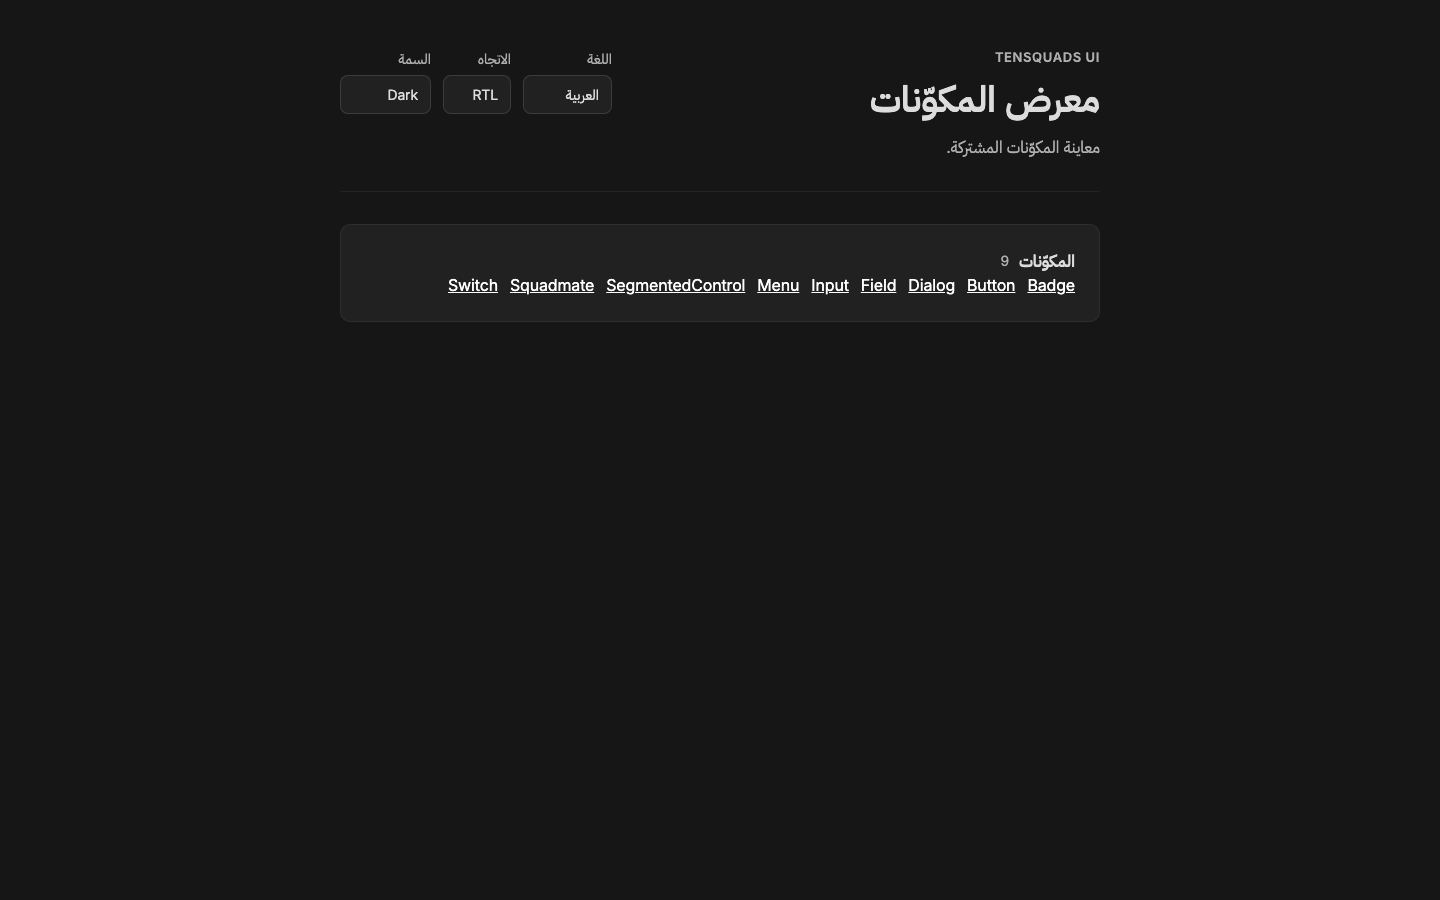 TENSQUADS UI
معرض المكوّنات
معاينة المكوّنات المشتركة.
اللغة
العربية
الاتجاه
RTL
السمة
Dark
المكوّنات 9
Badge Button Dialog Field Input Menu SegmentedControl Squadmate Switch